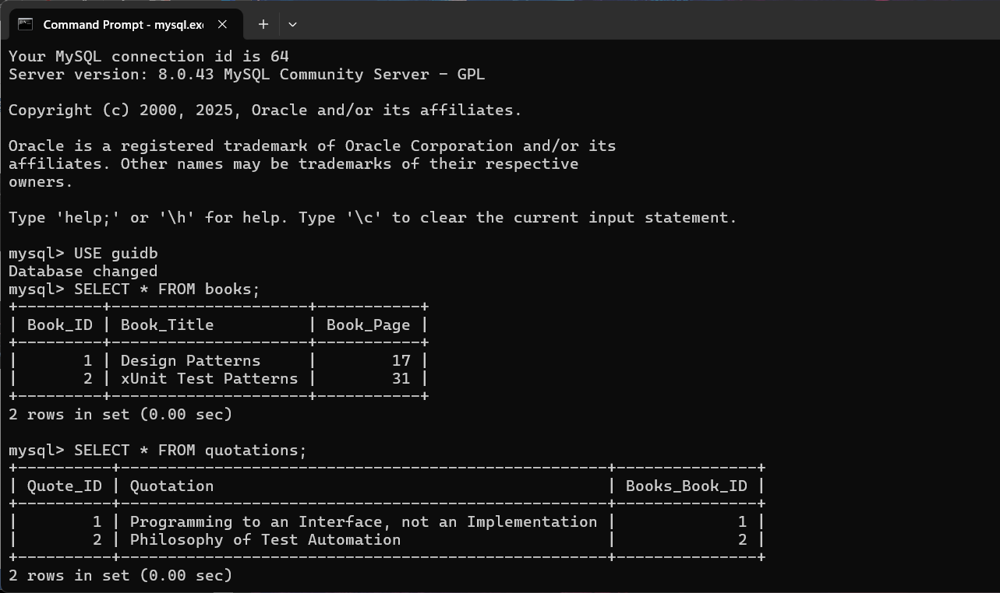 Command Prompt - mysql.exe
Your MySQL connection id is 64
Server version: 8.0.43 MySQL Community Server - GPL
Copyright (c) 2000, 2025, Oracle and/or its affiliates.
Oracle is a registered trademark of Oracle Corporation and/or its
affiliates. Other names may be trademarks of their respective
owners.
Type 'help;' or '\h' for help. Type '\c' to clear the current input statement.
mysql> USE guidb
Database changed
mysql> SELECT * FROM books;
+---------+---------------------+-----------+
| Book_ID | Book_Title          | Book_Page |
+---------+---------------------+-----------+
|       1 | Design Patterns     |        17 |
|       2 | xUnit Test Patterns |        31 |
+---------+---------------------+-----------+
2 rows in set (0.00 sec)
mysql> SELECT * FROM quotations;
+----------+----------------------------------------------------+---------------+
| Quote_ID | Quotation                                          | Books_Book_ID |
+----------+----------------------------------------------------+---------------+
|        1 | Programming to an Interface, not an Implementation |             1 |
|        2 | Philosophy of Test Automation                      |             2 |
+----------+----------------------------------------------------+---------------+
2 rows in set (0.00 sec)